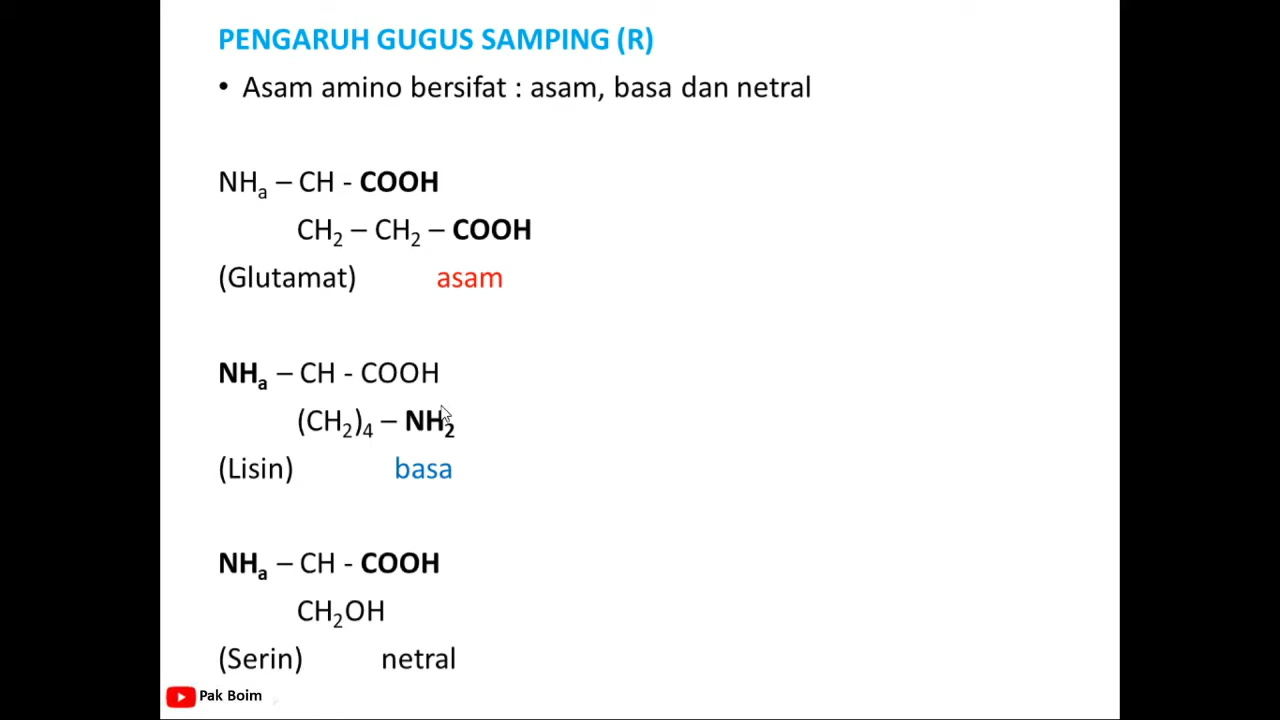 PENGARUH GUGUS SAMPING (R)
• Asam amino bersifat : asam, basa dan netral
NHₐ – CH - COOH
CH₂ – CH₂ – COOH
(Glutamat) asam
NHₐ – CH - COOH
(CH₂)₄ – NH₂
(Lisin) basa
NHₐ – CH - COOH
CH₂OH
(Serin) netral
Pak Boim